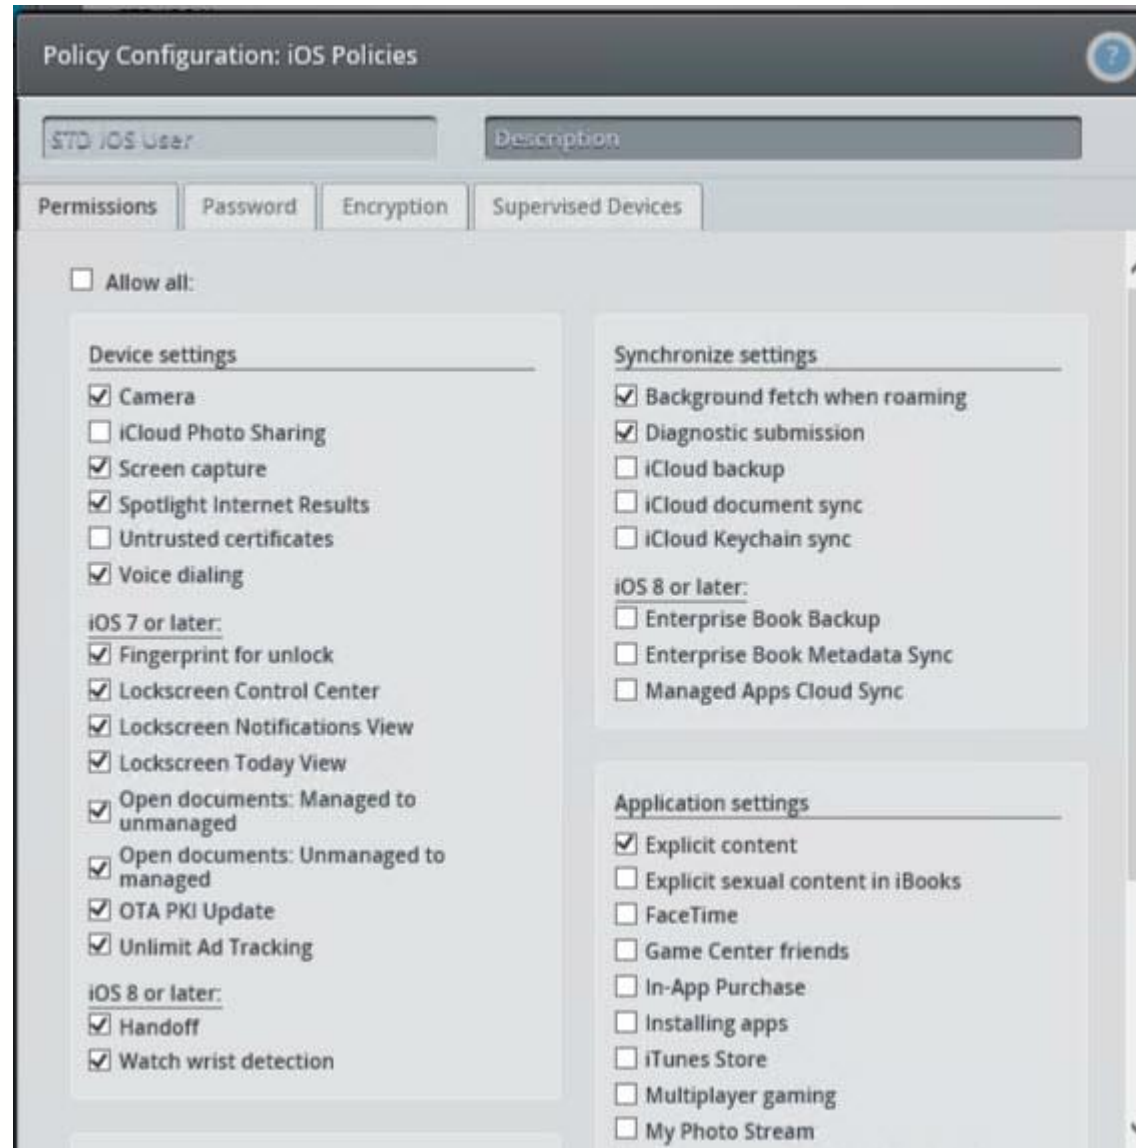 Policy Configuration: iOS Policies
?
STD iOS User
Description
Permissions
Password
Encryption
Supervised Devices
Allow all:
Device settings
Camera
iCloud Photo Sharing
Screen capture
Spotlight Internet Results
Untrusted certificates
Voice dialing
iOS 7 or later:
Fingerprint for unlock
Lockscreen Control Center
Lockscreen Notifications View
Lockscreen Today View
Open documents: Managed to
unmanaged
Open documents: Unmanaged to
managed
OTA PKI Update
Unlimit Ad Tracking
iOS 8 or later:
Handoff
Watch wrist detection
Synchronize settings
Background fetch when roaming
Diagnostic submission
iCloud backup
iCloud document sync
iCloud Keychain sync
iOS 8 or later:
Enterprise Book Backup
Enterprise Book Metadata Sync
Managed Apps Cloud Sync
Application settings
Explicit content
Explicit sexual content in iBooks
FaceTime
Game Center friends
In-App Purchase
Installing apps
iTunes Store
Multiplayer gaming
My Photo Stream